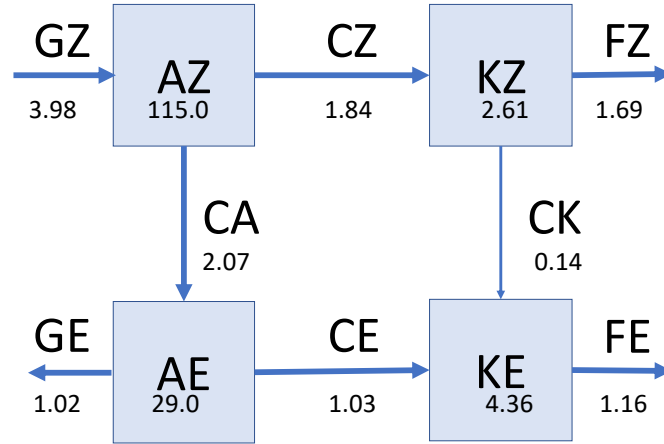 GZ
CZ
FZ
AZ
KZ
3.98
115.0
1.84
2.61
1.69
CA
CK
2.07
0.14
GE
CE
FE
AE
KE
1.02
29.0
1.03
4.36
1.16